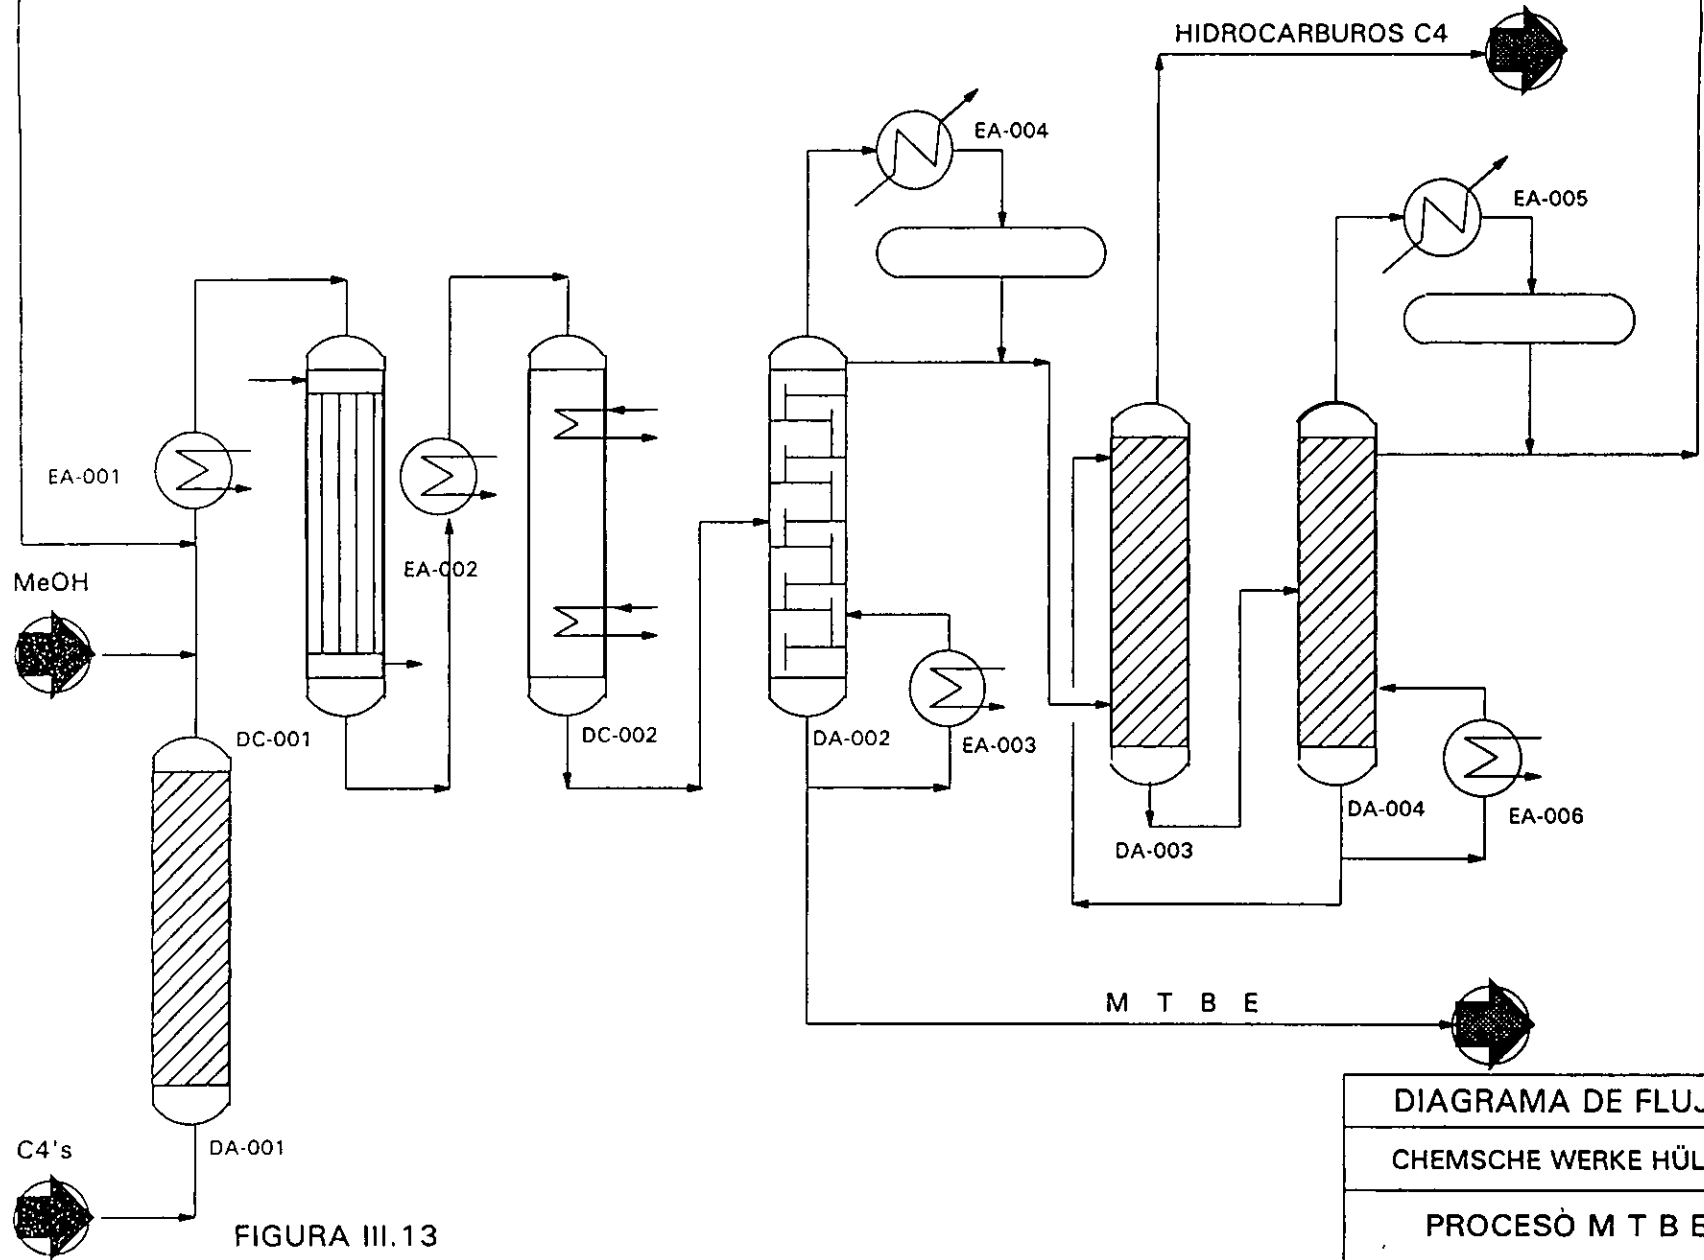 HIDROCARBUROS C4
EA-004
EA-005
EA-001
EA-002
MeOH
DC-001
DC-002
DA-002
EA-003
DA-004
EA-006
DA-003
M T B E
C4's
DA-001
FIGURA III.13
DIAGRAMA DE FLUJ
CHEMSCHE WERKE HÜL
PROCESO M T B E